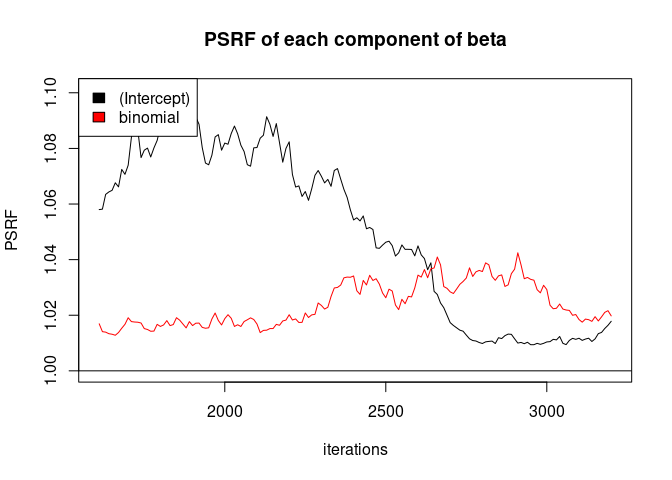 PSRF of each component of beta
(Intercept)
binomial
PSRF
1.10
1.08
1.06
1.04
1.02
1.00
2000
2500
3000
iterations